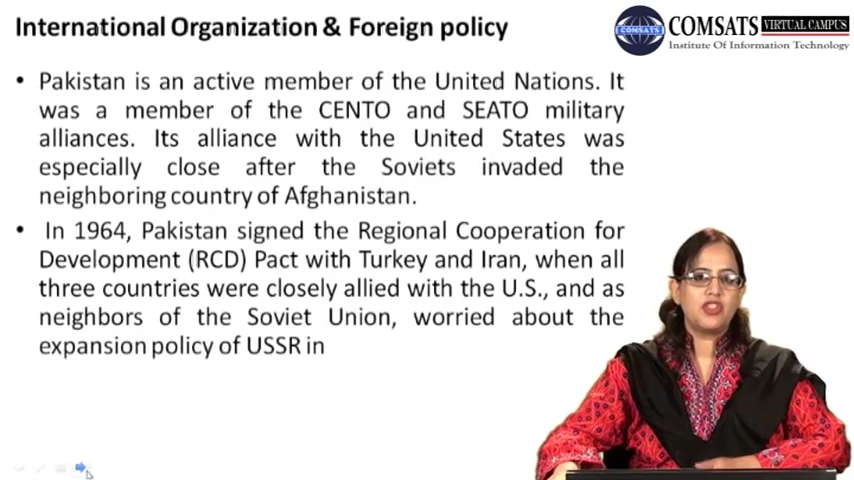 International Organization & Foreign policy
COMSATS VIRTUAL CAMPUS
Institute Of Information Technology
• Pakistan is an active member of the United Nations. It
was a member of the CENTO and SEATO military
alliances. Its alliance with the United States was
especially close after the Soviets invaded the
neighboring country of Afghanistan.
• In 1964, Pakistan signed the Regional Cooperation for
Development (RCD) Pact with Turkey and Iran, when all
three countries were closely allied with the U.S., and as
neighbors of the Soviet Union, worried about the
expansion policy of USSR in